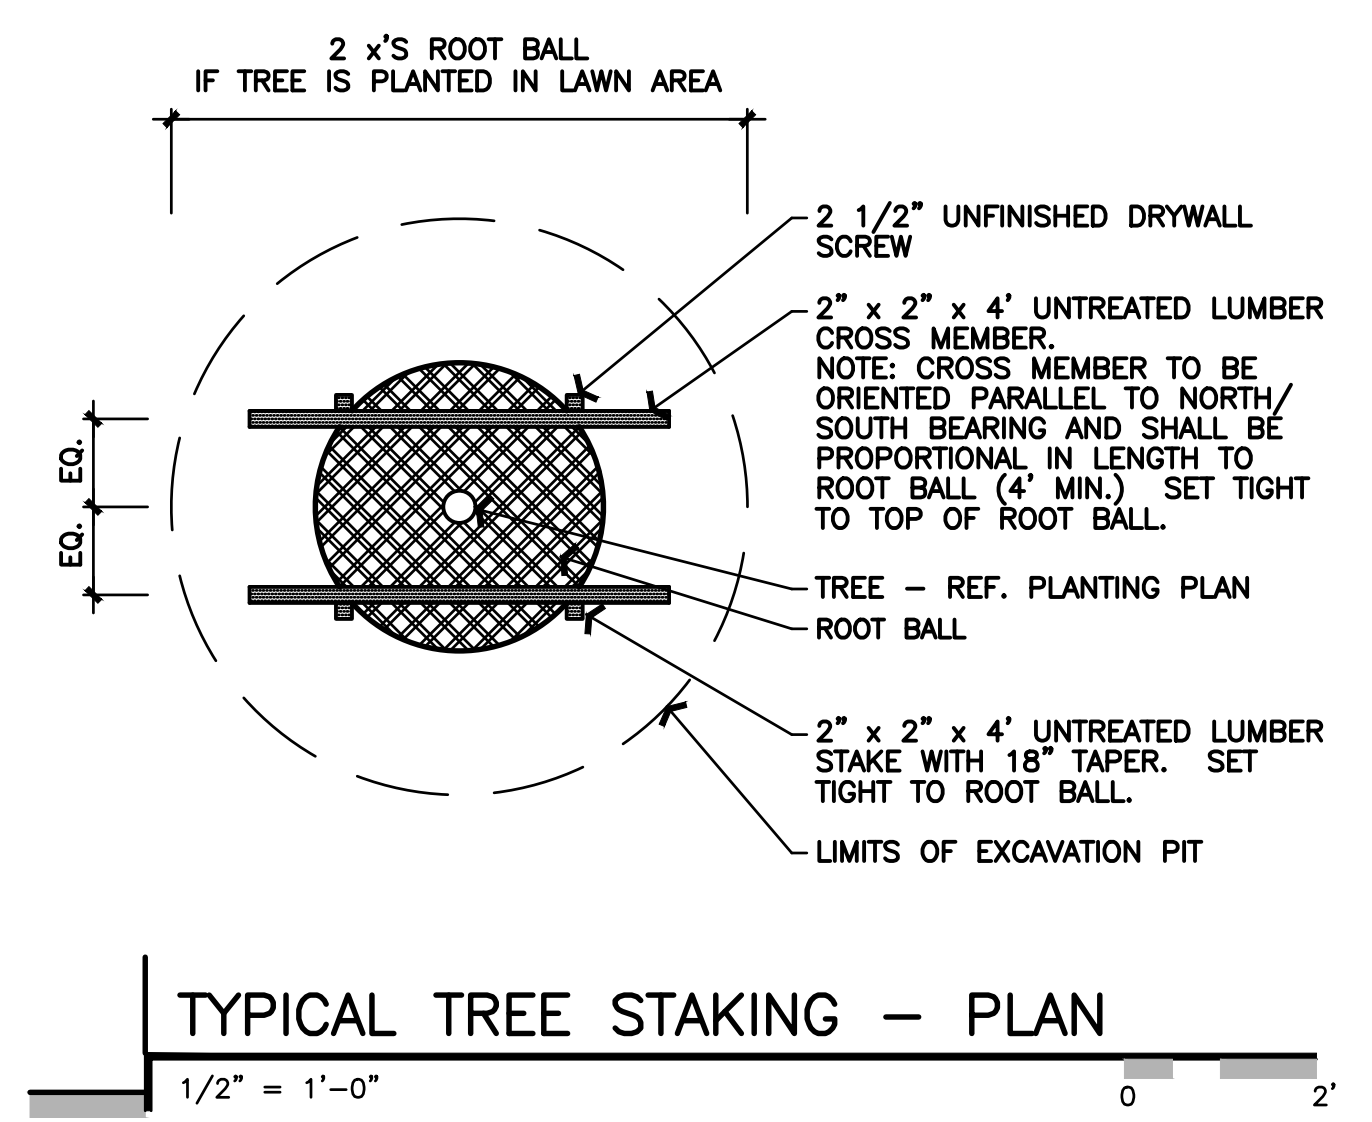 2 x'S ROOT BALL
IF TREE IS PLANTED IN LAWN AREA
2 1/2" UNFINISHED DRYWALL
SCREW
2" x 2" x 4' UNTREATED LUMBER
CROSS MEMBER.
NOTE: CROSS MEMBER TO BE
ORIENTED PARALLEL TO NORTH/
SOUTH BEARING AND SHALL BE
PROPORTIONAL IN LENGTH TO
ROOT BALL (4' MIN.) SET TIGHT
TO TOP OF ROOT BALL.
EQ.
EQ.
TREE - REF. PLANTING PLAN
ROOT BALL
2" x 2" x 4' UNTREATED LUMBER
STAKE WITH 18" TAPER. SET
TIGHT TO ROOT BALL.
LIMITS OF EXCAVATION PIT
TYPICAL TREE STAKING - PLAN
1/2" = 1'-0"
0 2'